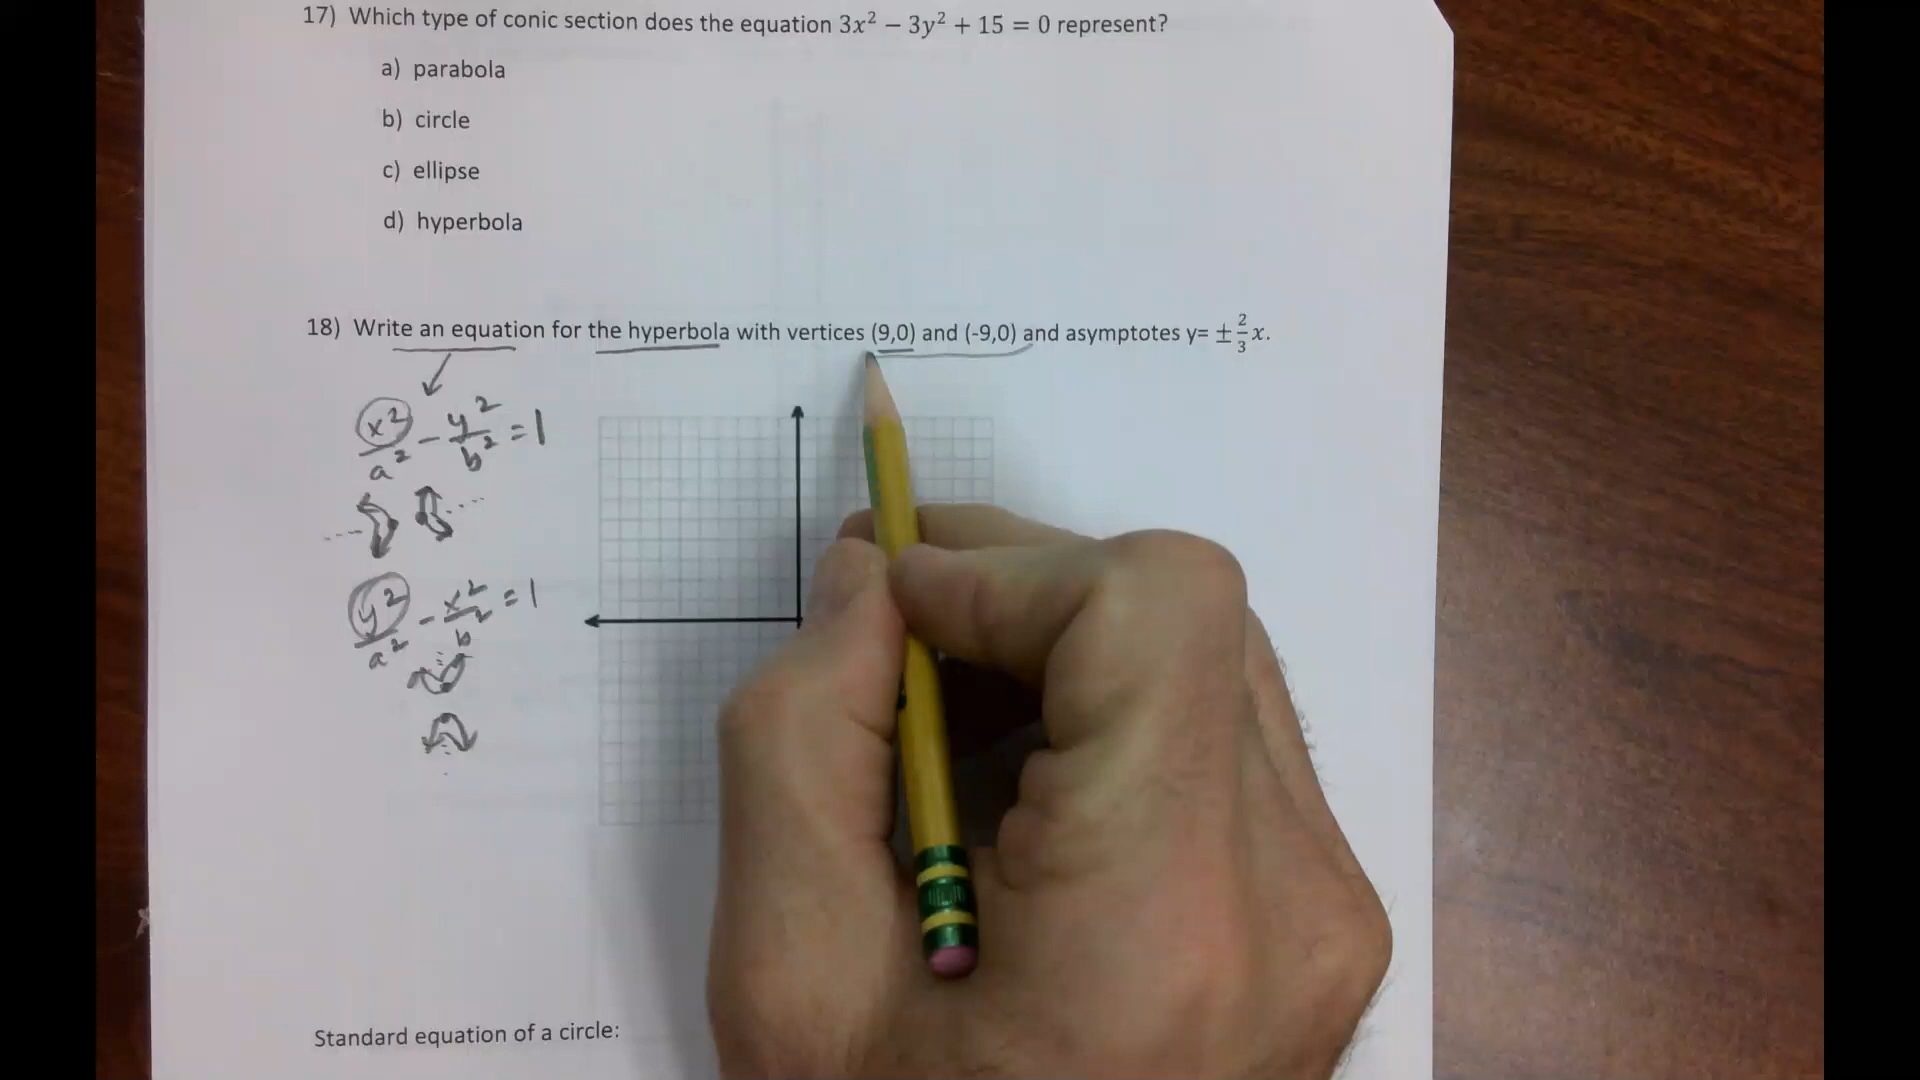 17) Which type of conic section does the equation 3x² − 3y² + 15 = 0 represent?
a) parabola
b) circle
c) ellipse
d) hyperbola
18) Write an equation for the hyperbola with vertices (9,0) and (-9,0) and asymptotes y= ±2/3x.
x²/a² - y²/b² = 1
y²/a² - x²/b² = 1
Standard equation of a circle: